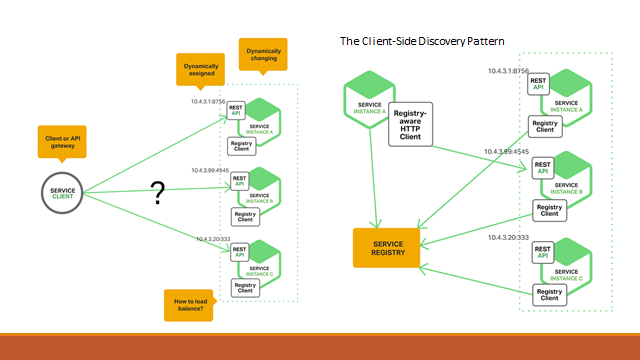 The Client-Side Discovery Pattern
Dynamically
changing
Dynamically
assigned
10.4.3.1:8756
REST
API
SERVICE
INSTANCE A
Registry
Client
Client or API
gateway
SERVICE
CLIENT
?
10.4.3.99:4545
REST
API
SERVICE
INSTANCE B
Registry
Client
10.4.3.20:333
REST
API
SERVICE
INSTANCE C
Registry
Client
How to load
balance?
SERVICE
INSTANCE A
Registry-
aware
HTTP
Client
SERVICE
REGISTRY
10.4.3.1:8756
REST
API
SERVICE
INSTANCE A
Registry
Client
10.4.3.99:4545
REST
API
SERVICE
INSTANCE B
Registry
Client
10.4.3.20:333
REST
API
SERVICE
INSTANCE C
Registry
Client